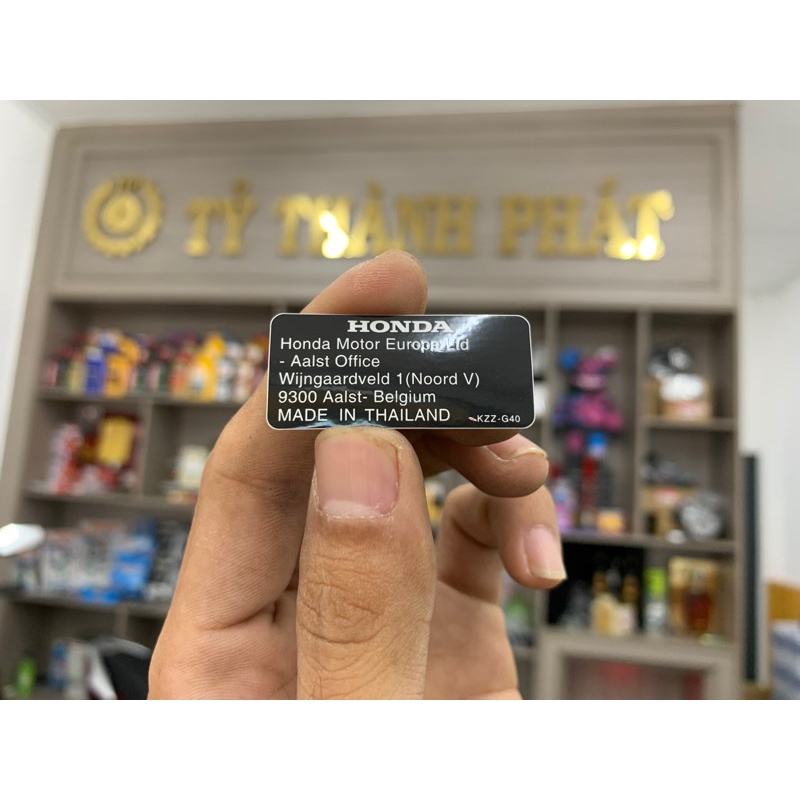 TỶ THÀNH PHÁT
HONDA
Honda Motor Europe Ltd
- Aalst Office
Wijngaardveld 1(Noord V)
9300 Aalst- Belgium
MADE IN THAILAND KZZ-G40